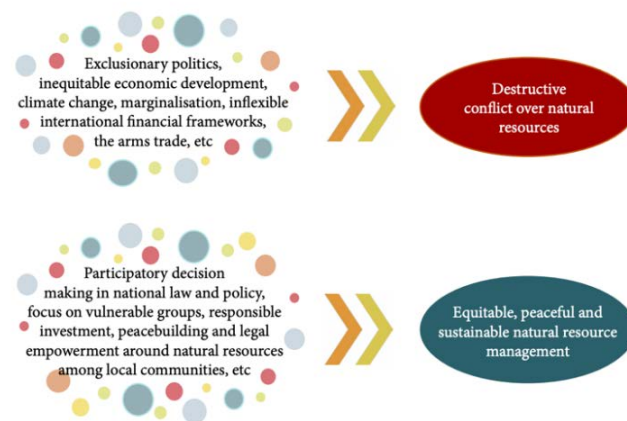 Exclusionary politics,
inequitable economic development,
climate change, marginalisation, inflexible
international financial frameworks,
the arms trade, etc
Destructive
conflict over natural
resources
Participatory decision
making in national law and policy,
focus on vulnerable groups, responsible
investment, peacebuilding and legal
empowerment around natural resources
among local communities, etc
Equitable, peaceful and
sustainable natural resource
management